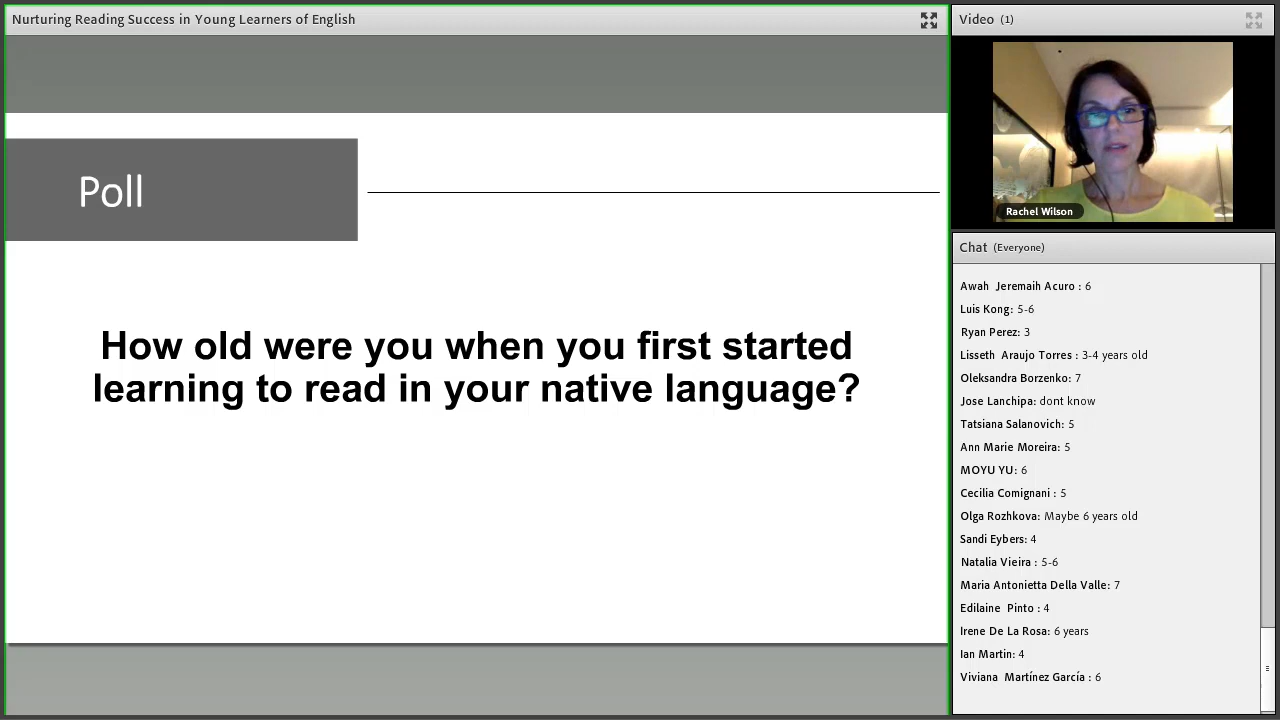 Nurturing Reading Success in Young Learners of English
Poll
How old were you when you first started
learning to read in your native language?
Video (1)
Rachel Wilson
Chat (Everyone)
Awah  Jeremaih Acuro : 6
Luis Kong: 5-6
Ryan Perez: 3
Lisseth  Araujo Torres : 3-4 years old
Oleksandra Borzenko: 7
Jose Lanchipa: dont know
Tatsiana Salanovich: 5
Ann Marie Moreira: 5
MOYU YU: 6
Cecilia Comignani : 5
Olga Rozhkova: Maybe 6 years old
Sandi Eybers: 4
Natalia Vieira : 5-6
Maria Antonietta Della Valle: 7
Edilaine  Pinto : 4
Irene De La Rosa: 6 years
Ian Martin: 4
Viviana  Martínez García : 6